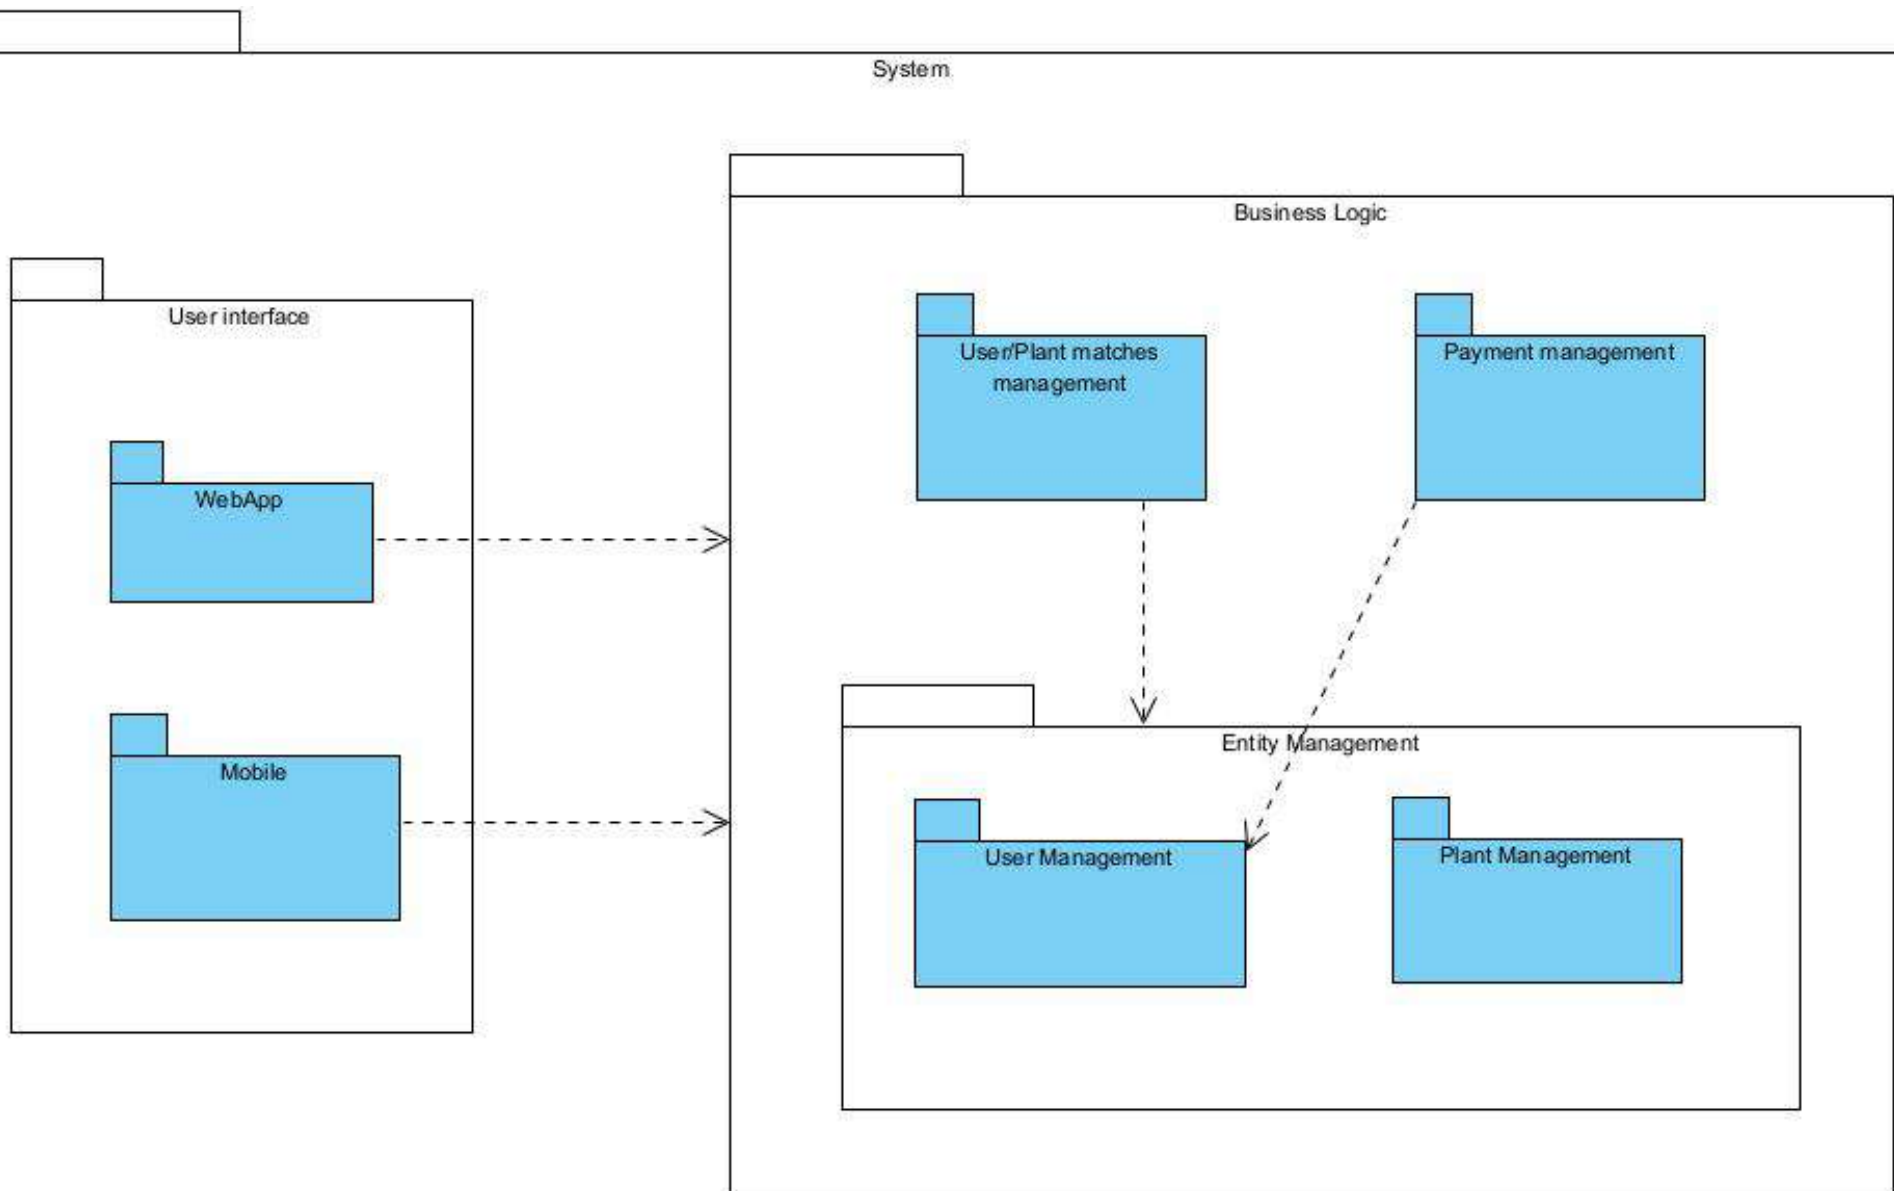 System
Business Logic
User interface
User/Plant matches
management
Payment management
WebApp
Entity Management
Mobile
User Management
Plant Management